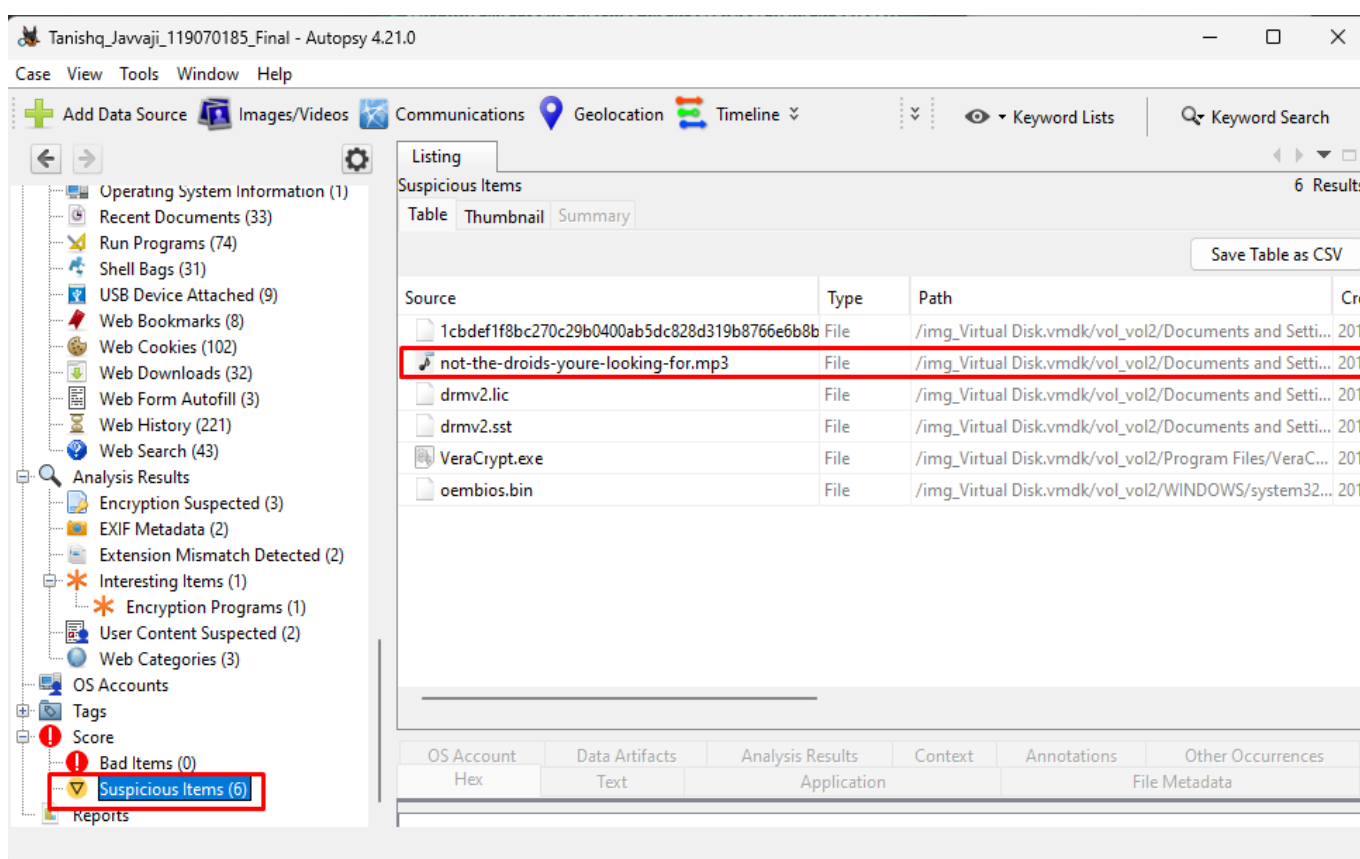 Tanishq_Javvaji_119070185_Final - Autopsy 4.21.0
Case View Tools Window Help
Add Data Source Images/Videos Communications Geolocation Timeline Keyword Lists Keyword Search
Listing
Operating System Information (1)
Recent Documents (33)
Run Programs (74)
Shell Bags (31)
USB Device Attached (9)
Web Bookmarks (8)
Web Cookies (102)
Web Downloads (32)
Web Form Autofill (3)
Web History (221)
Web Search (43)
Analysis Results
Encryption Suspected (3)
EXIF Metadata (2)
Extension Mismatch Detected (2)
Interesting Items (1)
Encryption Programs (1)
User Content Suspected (2)
Web Categories (3)
OS Accounts
Tags
Score
Bad Items (0)
Suspicious Items (6)
Reports
Suspicious Items 6 Results
Table Thumbnail Summary
Save Table as CSV
Source Type Path Cr
1cbdef1f8bc270c29b0400ab5dc828d319b8766e6b8b File /img_Virtual Disk.vmdk/vol_vol2/Documents and Setti... 201
not-the-droids-youre-looking-for.mp3 File /img_Virtual Disk.vmdk/vol_vol2/Documents and Setti... 201
drmv2.lic File /img_Virtual Disk.vmdk/vol_vol2/Documents and Setti... 201
drmv2.sst File /img_Virtual Disk.vmdk/vol_vol2/Documents and Setti... 201
VeraCrypt.exe File /img_Virtual Disk.vmdk/vol_vol2/Program Files/VeraC... 201
oembios.bin File /img_Virtual Disk.vmdk/vol_vol2/WINDOWS/system32... 201
OS Account Data Artifacts Analysis Results Context Annotations Other Occurrences
Hex Text Application File Metadata